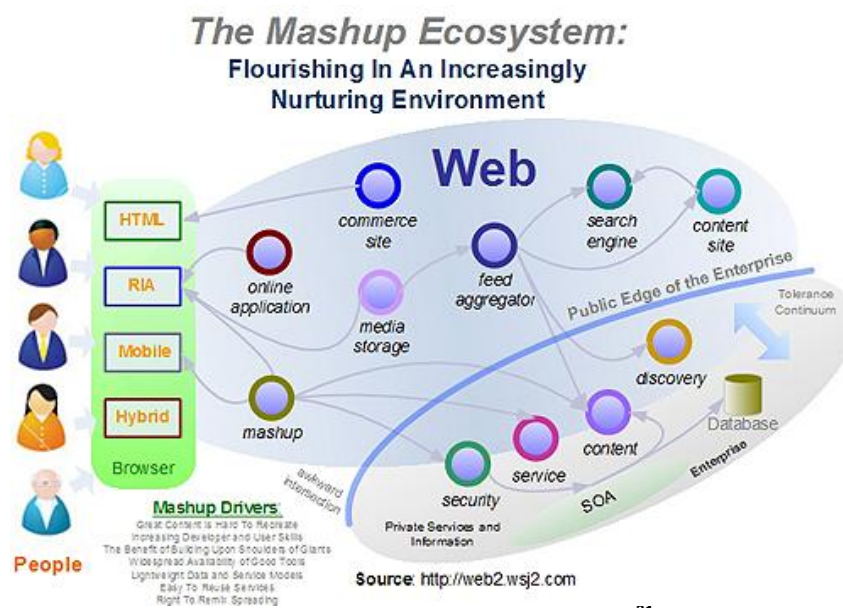 The Mashup Ecosystem:
Flourishing In An Increasingly
Nurturing Environment
Web
HTML
RIA
Mobile
Hybrid
Browser
People
commerce
site
online
application
media
storage
feed
aggregator
search
engine
content
site
mashup
Public Edge of the Enterprise
Tolerance
Continuum
discovery
Database
content
service
security
awkward
intersection
SOA
Enterprise
Private Services and
Information
Mashup Drivers:
Great Content Is Hard To Recreate
Increasing Developer and User Skills
The Benefit of Building Upon Shoulders of Giants
Widespread Availability of Good Tools
Lightweight Data and Service Models
Easy To Reuse Services
Right To Remix Spreading
Source: http://web2.wsj2.com